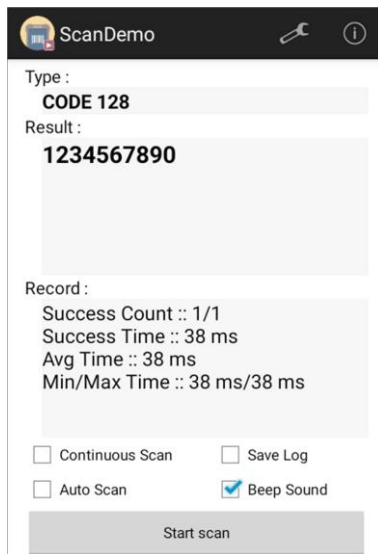 ScanDemo
Type :
CODE 128
Result :
1234567890
Record :
Success Count :: 1/1
Success Time :: 38 ms
Avg Time :: 38 ms
Min/Max Time :: 38 ms/38 ms
Continuous Scan Save Log
Auto Scan Beep Sound
Start scan